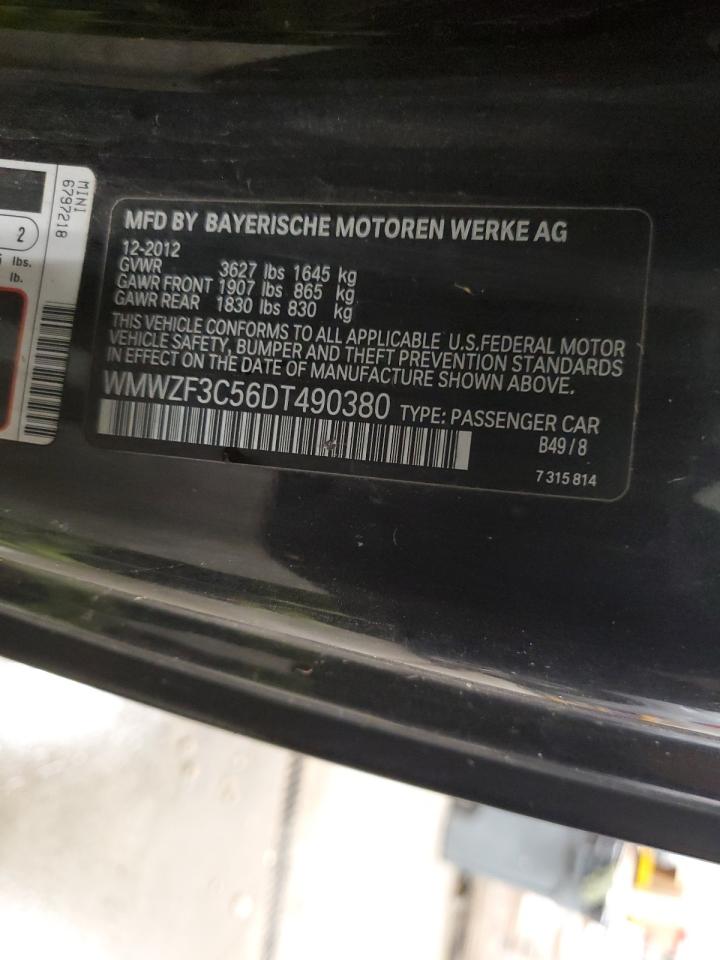 MINI
6797218
2
lbs.
lb.
MFD BY BAYERISCHE MOTOREN WERKE AG
12-2012
GVWR 3627 lbs 1645 kg
GAWR FRONT 1907 lbs 865 kg
GAWR REAR 1830 lbs 830 kg
THIS VEHICLE CONFORMS TO ALL APPLICABLE U.S.FEDERAL MOTOR
VEHICLE SAFETY, BUMPER AND THEFT PREVENTION STANDARDS
IN EFFECT ON THE DATE OF MANUFACTURE SHOWN ABOVE.
WMWZF3C56DT490380 TYPE: PASSENGER CAR
B49/8
7 315 814